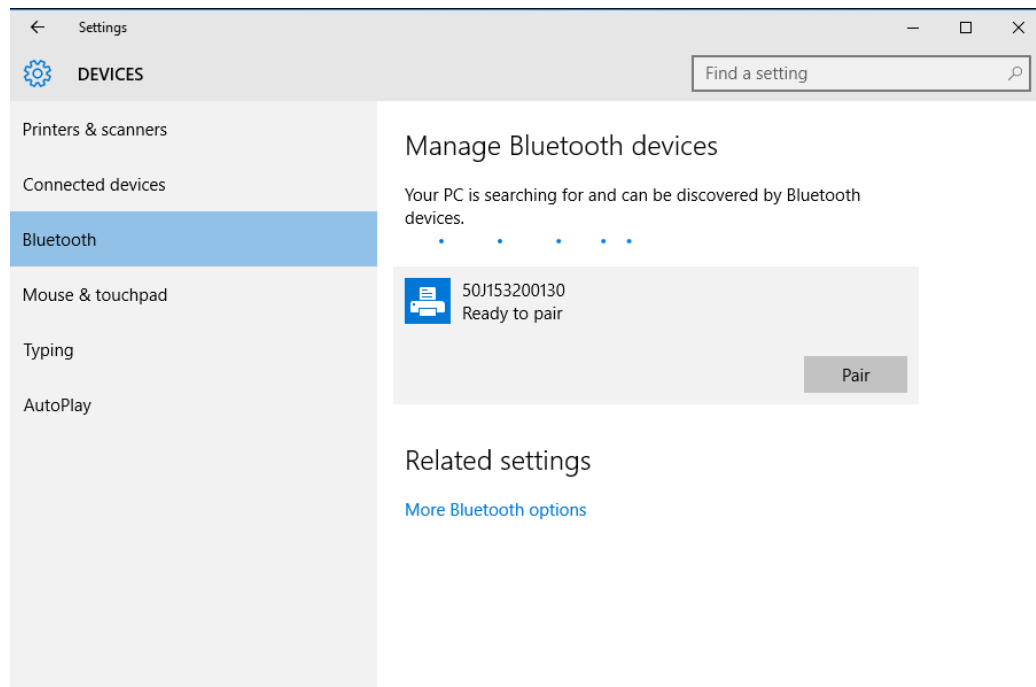 Settings
DEVICES
Find a setting
Printers & scanners
Connected devices
Bluetooth
Mouse & touchpad
Typing
AutoPlay
Manage Bluetooth devices
Your PC is searching for and can be discovered by Bluetooth
devices.
50J153200130
Ready to pair
Pair
Related settings
More Bluetooth options